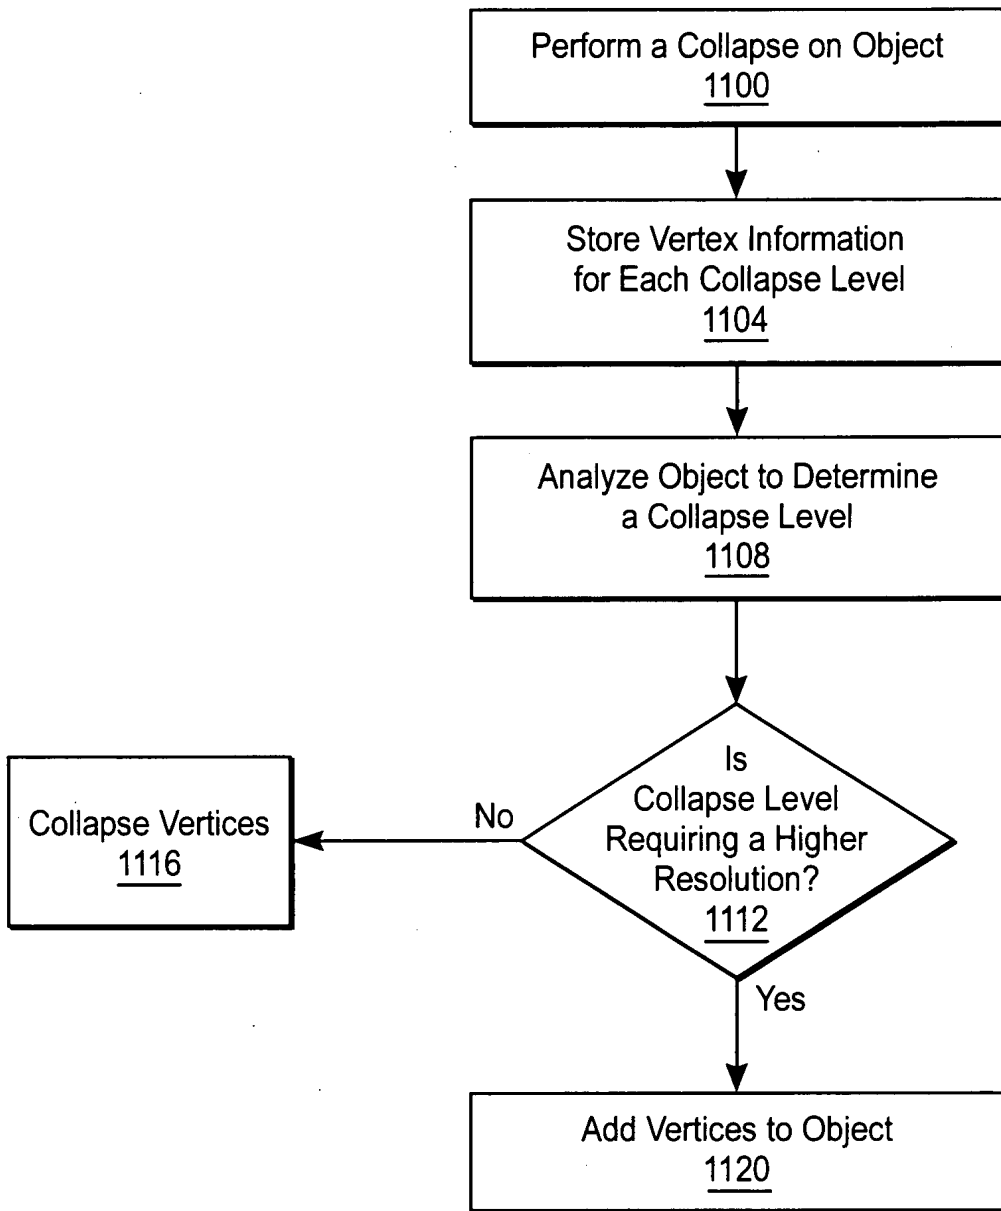 Perform a Collapse on Object
1100
Store Vertex Information
for Each Collapse Level
1104
Analyze Object to Determine
a Collapse Level
1108
Is
Collapse Level
Requiring a Higher
Resolution?
1112
No
Collapse Vertices
1116
Yes
Add Vertices to Object
1120